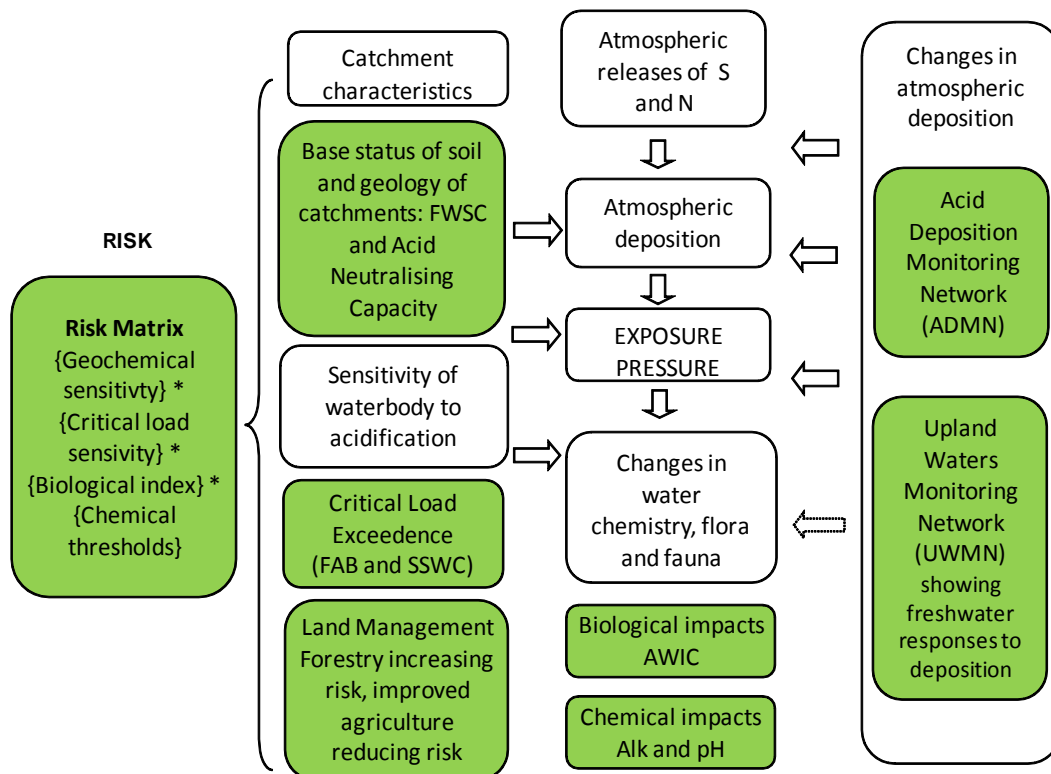 RISK
Risk Matrix
{Geochemical
sensitivty} *
{Critical load
sensivity} *
{Biological index} *
{Chemical
thresholds}
Catchment
characteristics
Base status of soil
and geology of
catchments: FWSC
and Acid
Neutralising
Capacity
Sensitivity of
waterbody to
acidification
Critical Load
Exceedence
(FAB and SSWC)
Land Management
Forestry increasing
risk, improved
agriculture
reducing risk
Atmospheric
releases of S
and N
Atmospheric
deposition
EXPOSURE
PRESSURE
Changes in
water
chemistry, flora
and fauna
Biological impacts
AWIC
Chemical impacts
Alk and pH
Changes in
atmospheric
deposition
Acid
Deposition
Monitoring
Network
(ADMN)
Upland
Waters
Monitoring
Network
(UWMN)
showing
freshwater
responses to
deposition